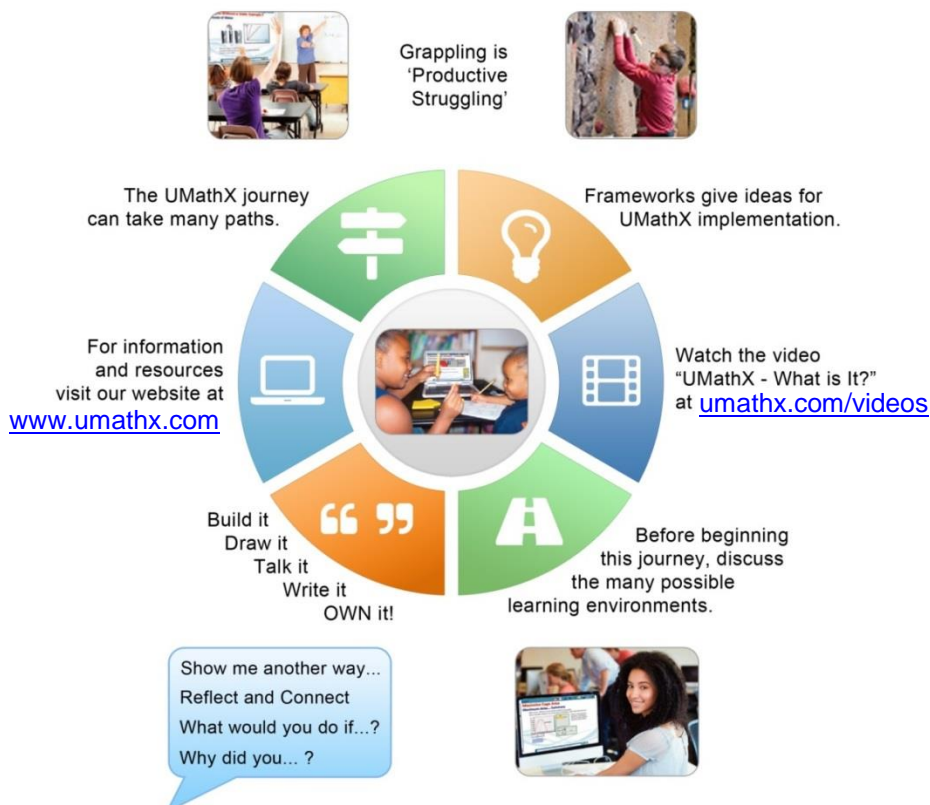 Grappling is
‘Productive
Struggling’
The UMathX journey
can take many paths.
Frameworks give ideas for
UMathX implementation.
For information
and resources
visit our website at
www.umathx.com
Watch the video
“UMathX - What is It?”
at umathx.com/videos
Build it
Draw it
Talk it
Write it
OWN it!
Before beginning
this journey, discuss
the many possible
learning environments.
Show me another way...
Reflect and Connect
What would you do if...?
Why did you... ?